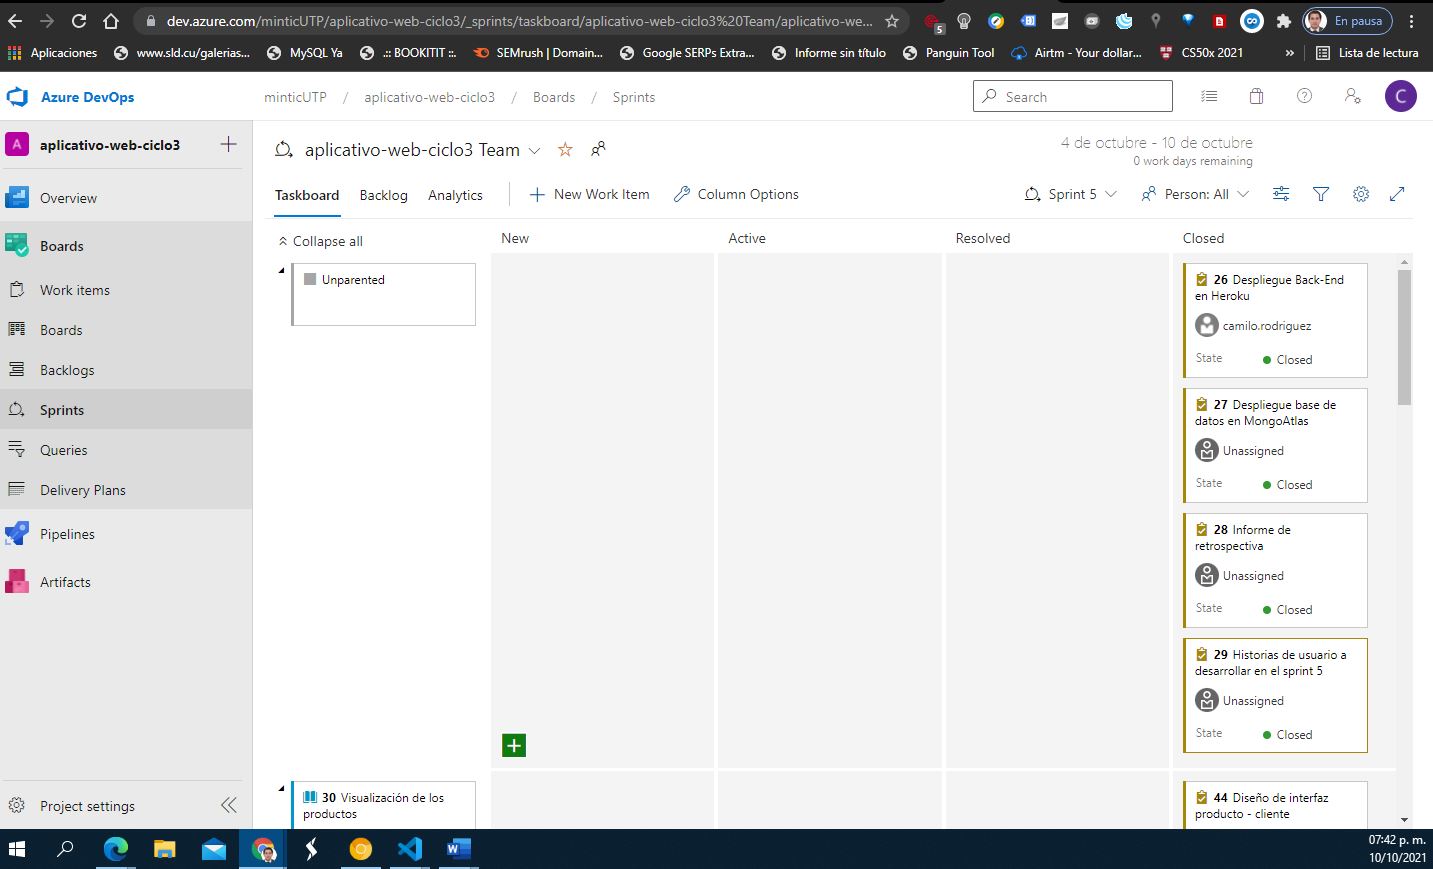 dev.azure.com/minticUTP/aplicativo-web-ciclo3/_sprints/taskboard/aplicativo-web-ciclo3%20Team/aplicativo-we...
5
En pausa
Aplicaciones
www.sld.cu/galerias...
MySQL Ya
.:: BOOKITIT ::.
SEMrush | Domain...
Google SERPs Extra...
Informe sin título
Panguin Tool
Airtm - Your dollar...
CS50x 2021
»
Lista de lectura
Azure DevOps
minticUTP / aplicativo-web-ciclo3 / Boards / Sprints
Search
C
A aplicativo-web-ciclo3
Overview
Boards
Work items
Boards
Backlogs
Sprints
Queries
Delivery Plans
Pipelines
Artifacts
Project settings
aplicativo-web-ciclo3 Team
4 de octubre - 10 de octubre
0 work days remaining
Taskboard
Backlog
Analytics
New Work Item
Column Options
Sprint 5
Person: All
Collapse all
New
Active
Resolved
Closed
Unparented
26 Despliegue Back-End
en Heroku
camilo.rodriguez
State
Closed
27 Despliegue base de
datos en MongoAtlas
Unassigned
State
Closed
28 Informe de
retrospectiva
Unassigned
State
Closed
29 Historias de usuario a
desarrollar en el sprint 5
Unassigned
State
Closed
30 Visualización de los
productos
44 Diseño de interfaz
producto - cliente
07:42 p. m.
10/10/2021